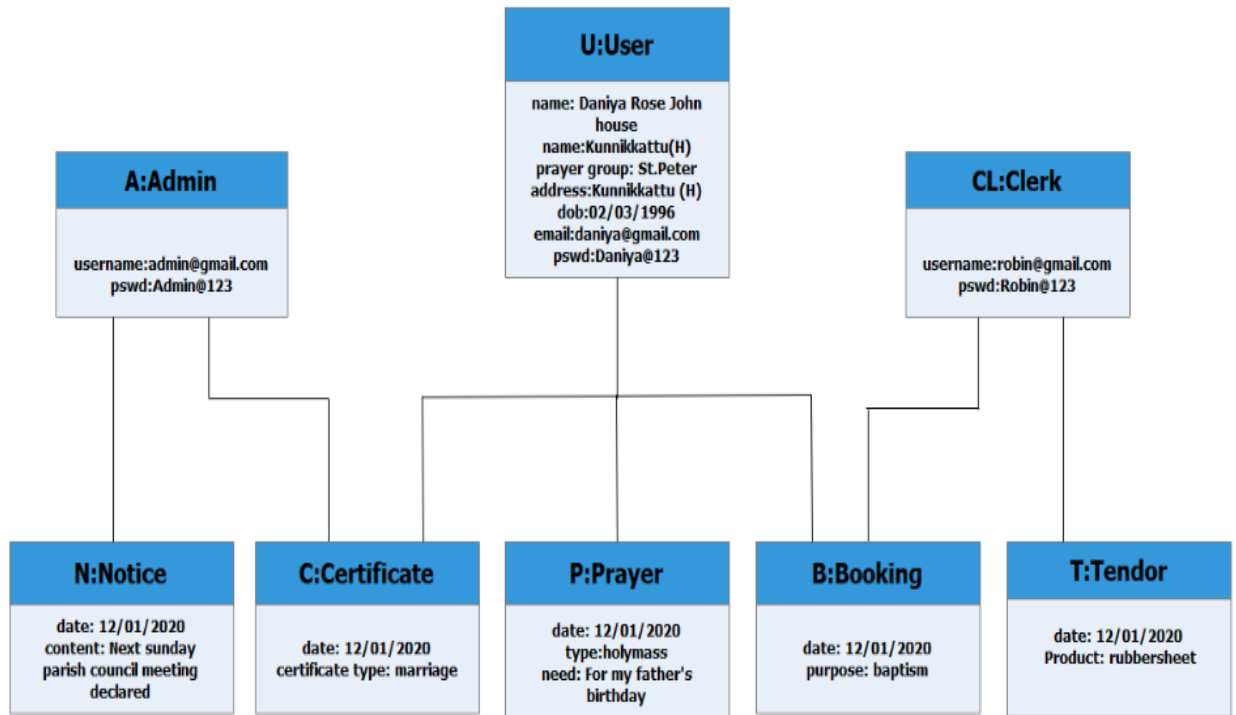 U:User
name: Daniya Rose John
house
name:Kunnikkattu(H)
prayer group: St.Peter
address:Kunnikkattu (H)
dob:02/03/1996
email:daniya@gmail.com
pswd:Daniya@123
A:Admin
username:admin@gmail.com
pswd:Admin@123
CL:Clerk
username:robin@gmail.com
pswd:Robin@123
N:Notice
date: 12/01/2020
content: Next sunday
parish council meeting
declared
C:Certificate
date: 12/01/2020
certificate type: marriage
P:Prayer
date: 12/01/2020
type:holymass
need: For my father's
birthday
B:Booking
date: 12/01/2020
purpose: baptism
T:Tendor
date: 12/01/2020
Product: rubbersheet